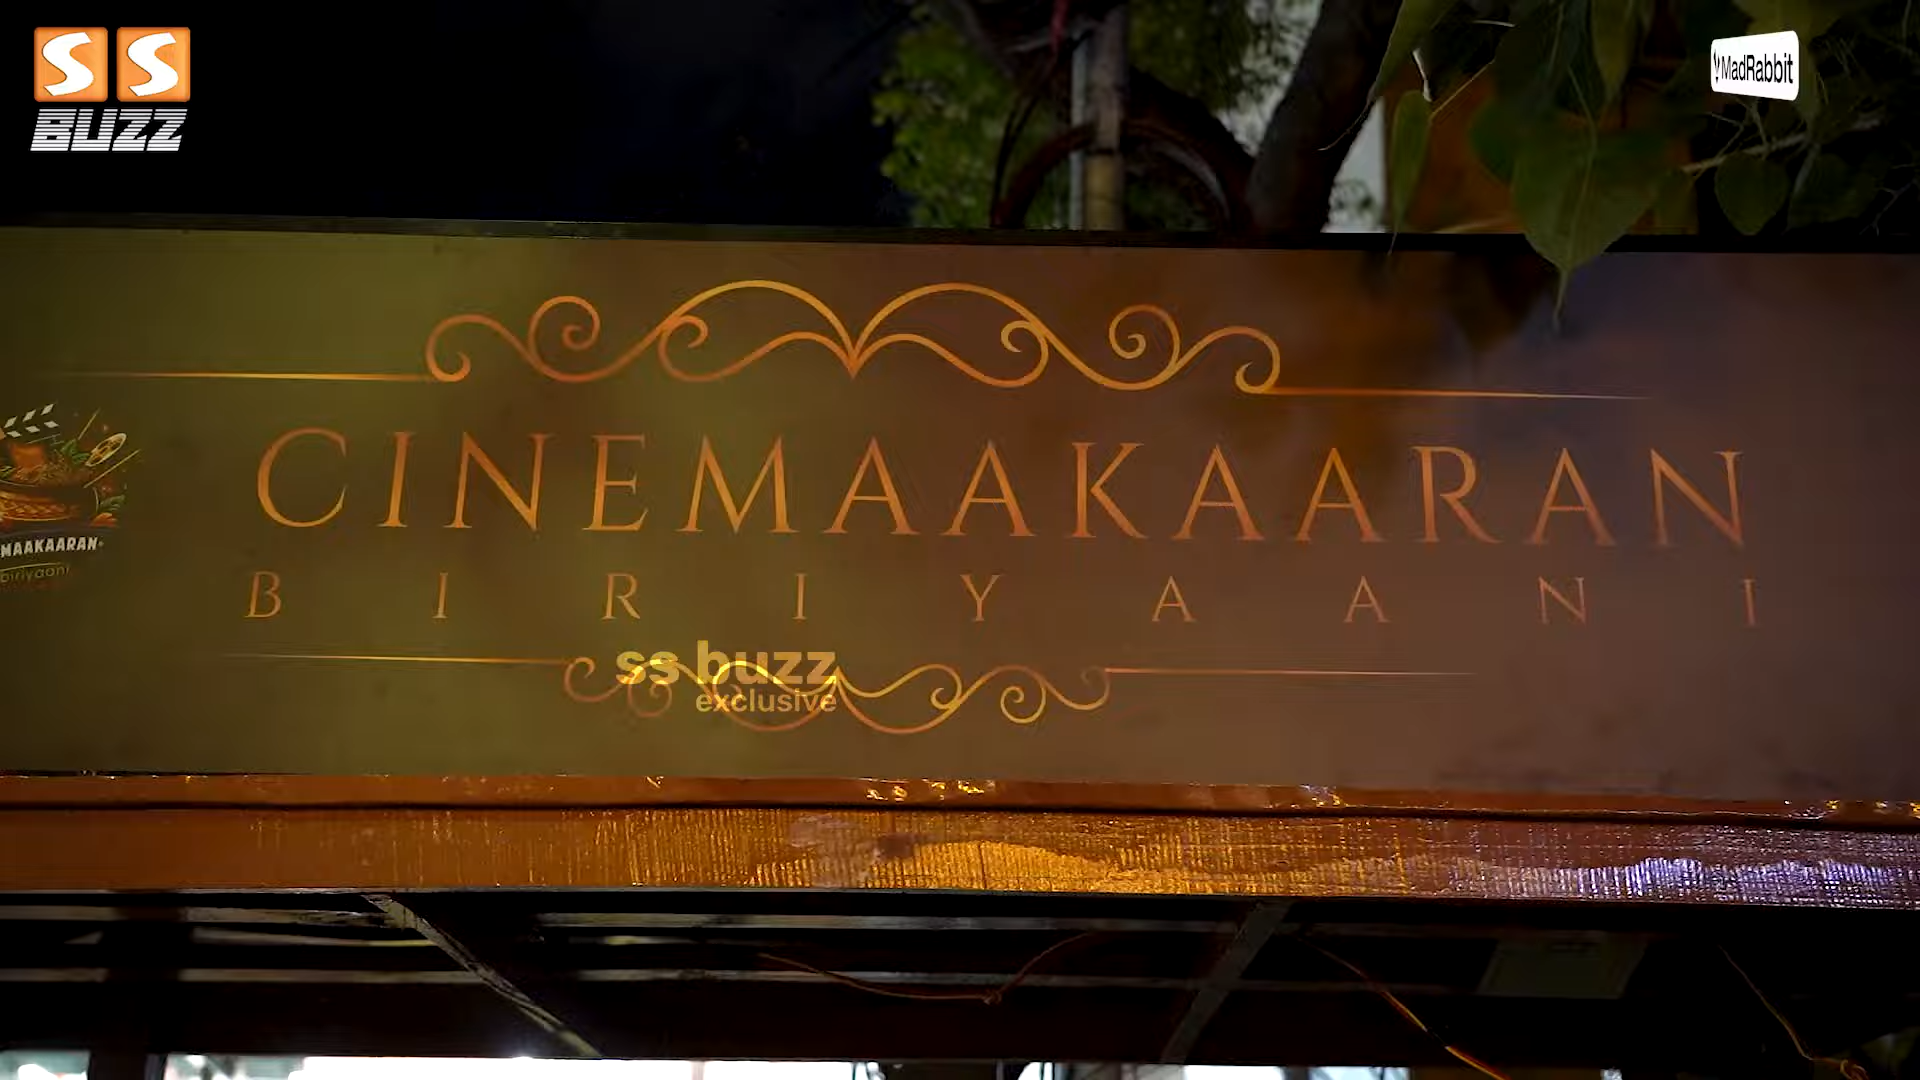 SS
BUZZ
MadRabbit
CINEMAAKAARAN
BIRIYAANI
MAAKAARAN
biriyaani
ss buzz
exclusive